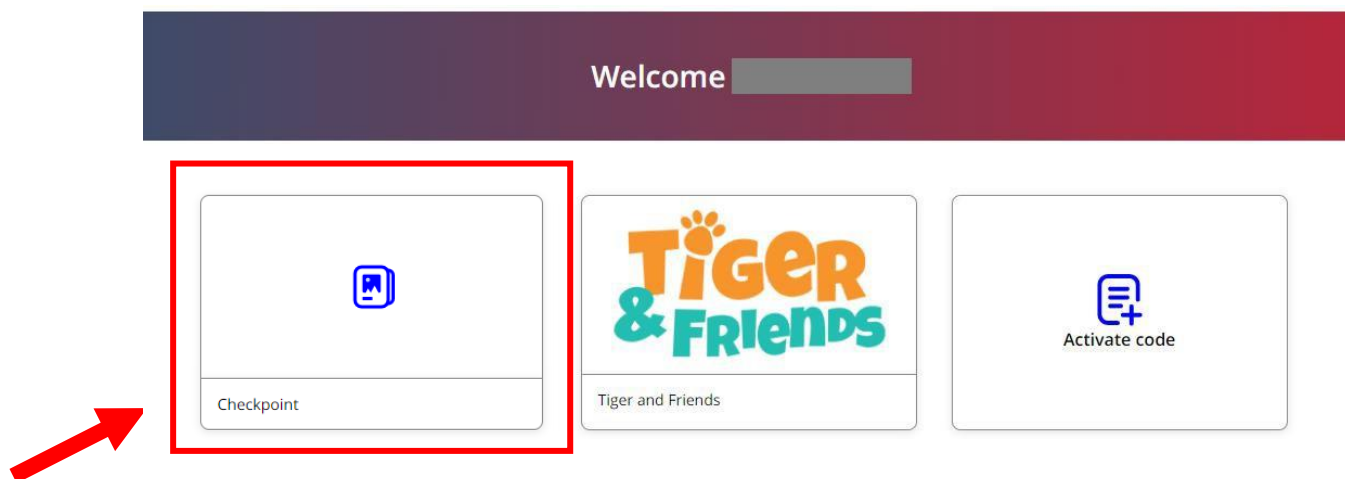 Welcome
TiGeR
& FRIenDS
Activate code
Checkpoint
Tiger and Friends